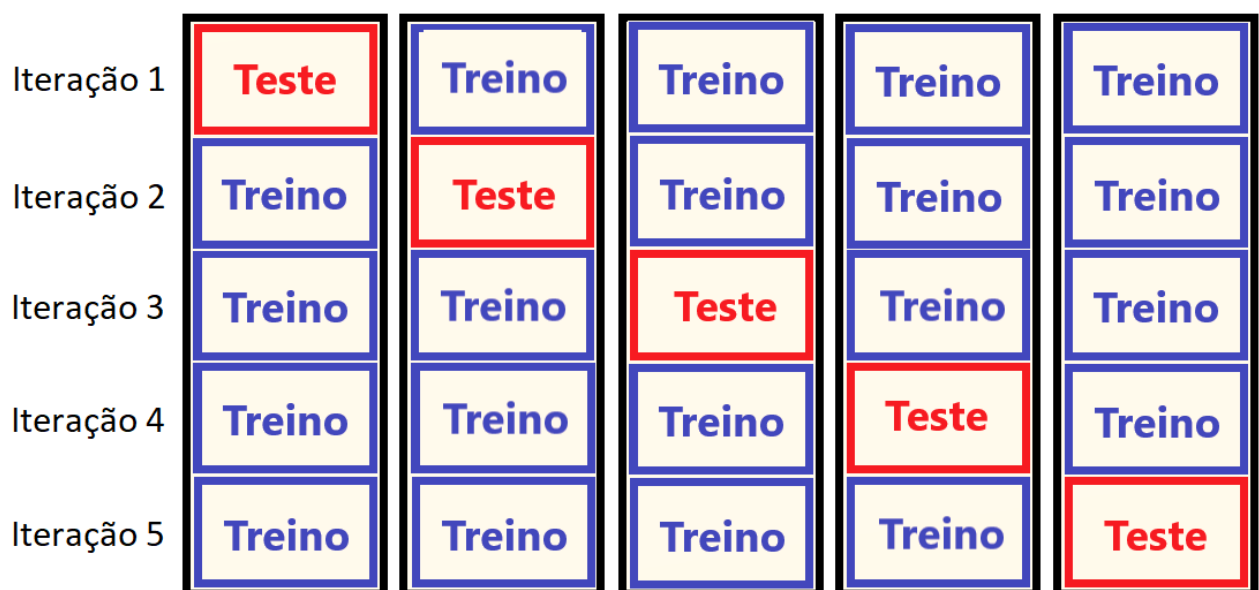 Iteração 1 Teste Treino Treino Treino Treino
Iteração 2 Treino Teste Treino Treino Treino
Iteração 3 Treino Treino Teste Treino Treino
Iteração 4 Treino Treino Treino Teste Treino
Iteração 5 Treino Treino Treino Treino Teste